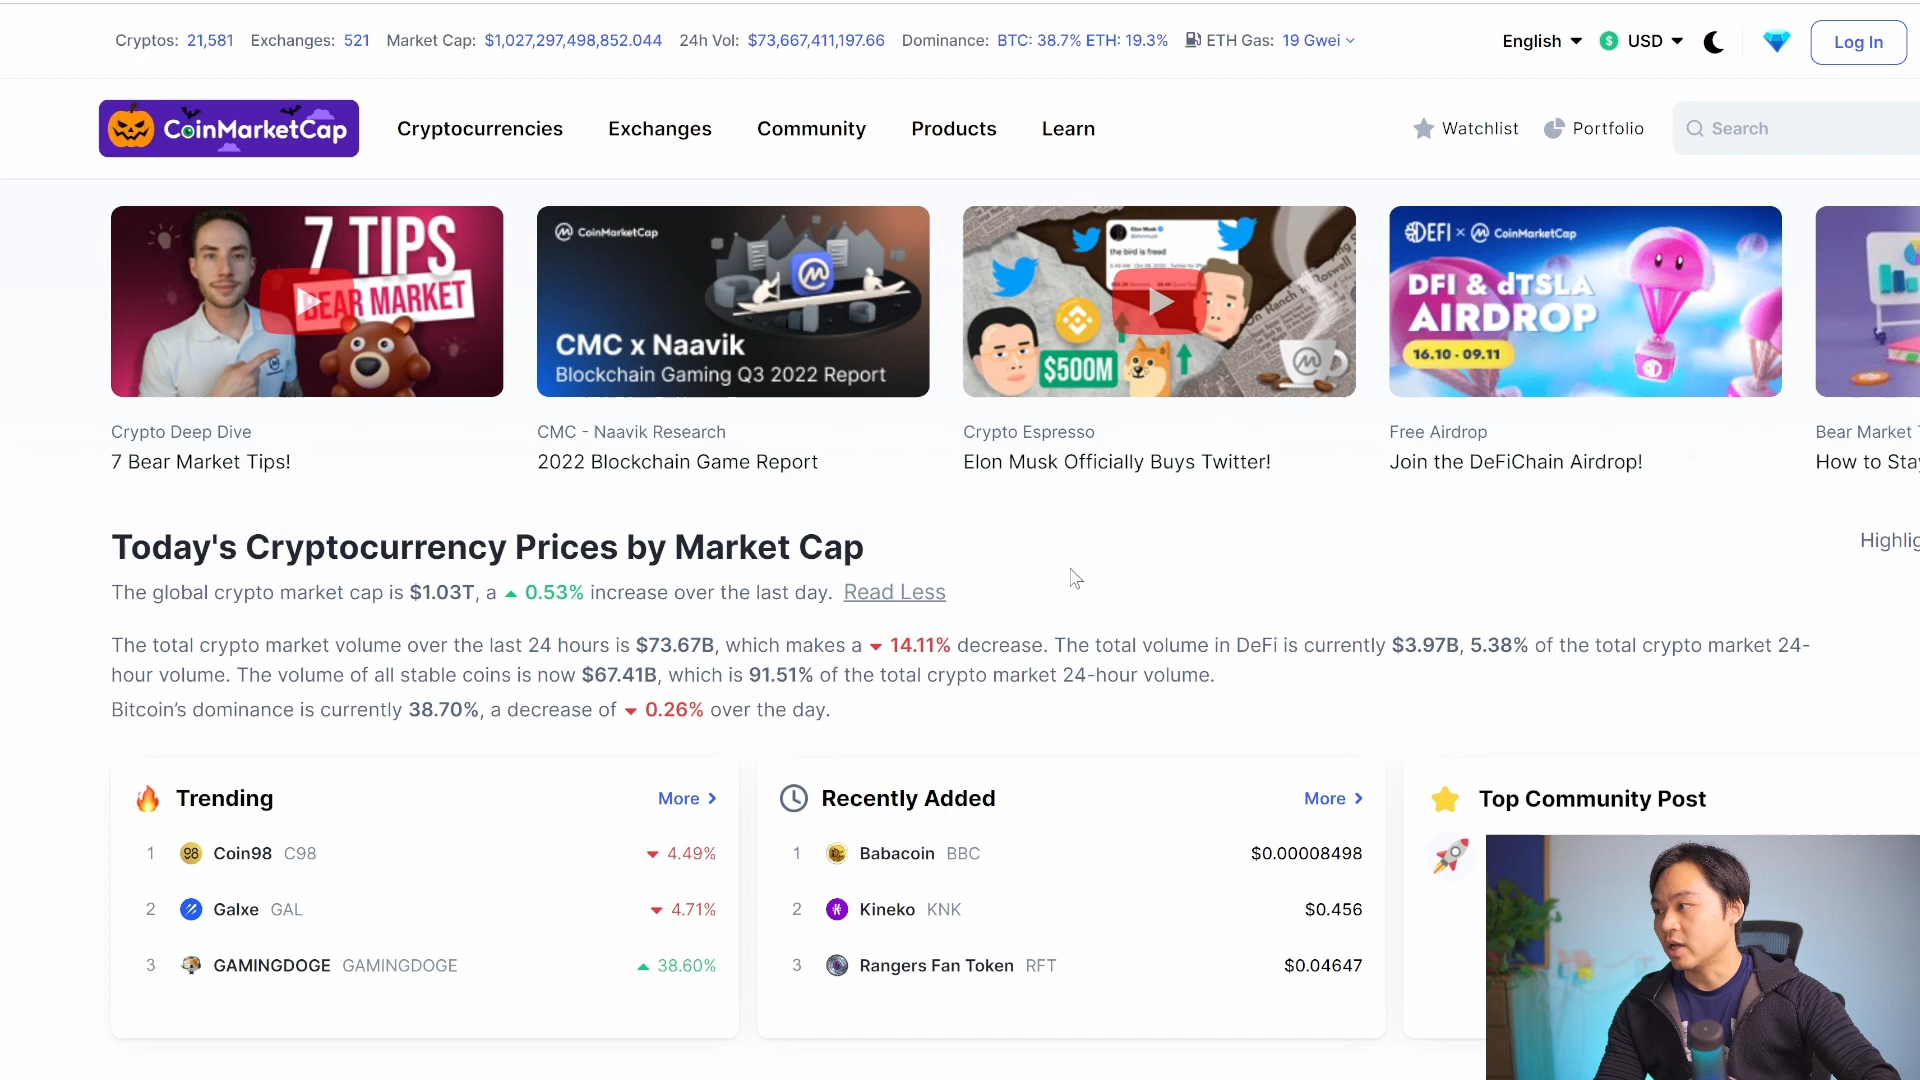 Cryptos: 21,581 Exchanges: 521 Market Cap: $1,027,297,498,852.044 24h Vol: $73,667,411,197.66 Dominance: BTC: 38.7% ETH: 19.3% ETH Gas: 19 Gwei
English $ USD Log In
CoinMarketCap Cryptocurrencies Exchanges Community Products Learn Watchlist Portfolio Search
7 TIPS
BEAR MARKET
CoinMarketCap
CMC x Naavik
Blockchain Gaming Q3 2022 Report
Elon Musk
the bird is freed
$500M
DEFI x CoinMarketCap
DFI & dTSLA
AIRDROP
16.10 - 09.11
Crypto Deep Dive
7 Bear Market Tips!
CMC - Naavik Research
2022 Blockchain Game Report
Crypto Espresso
Elon Musk Officially Buys Twitter!
Free Airdrop
Join the DeFiChain Airdrop!
Bear Market
How to Sta
Today's Cryptocurrency Prices by Market Cap
Highlig
The global crypto market cap is $1.03T, a 0.53% increase over the last day. Read Less
The total crypto market volume over the last 24 hours is $73.67B, which makes a 14.11% decrease. The total volume in DeFi is currently $3.97B, 5.38% of the total crypto market 24-
hour volume. The volume of all stable coins is now $67.41B, which is 91.51% of the total crypto market 24-hour volume.
Bitcoin’s dominance is currently 38.70%, a decrease of 0.26% over the day.
Trending More
1 98 Coin98 C98 4.49%
2 Galxe GAL 4.71%
3 GAMINGDOGE GAMINGDOGE 38.60%
Recently Added More
1 Babacoin BBC $0.00008498
2 Kineko KNK $0.456
3 Rangers Fan Token RFT $0.04647
Top Community Post